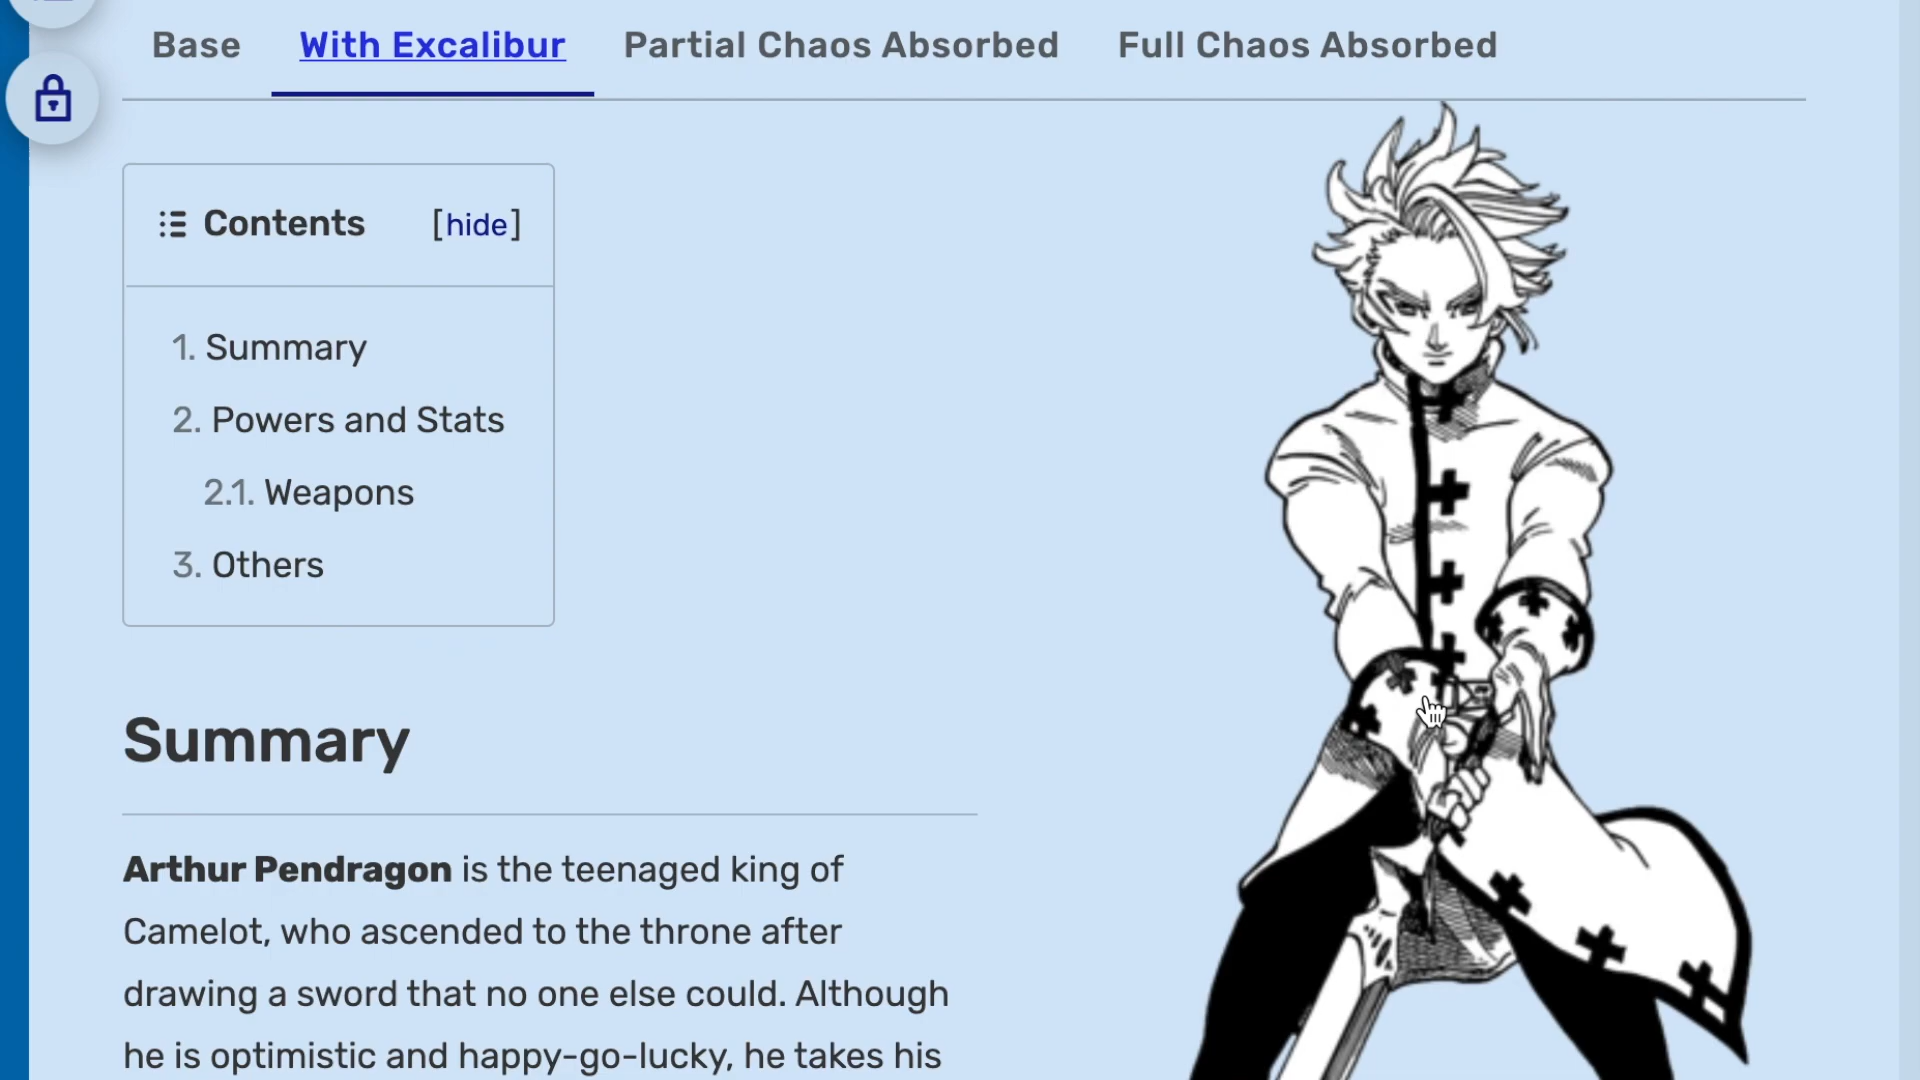 Base With Excalibur Partial Chaos Absorbed Full Chaos Absorbed
Contents [hide]
1. Summary
2. Powers and Stats
2.1. Weapons
3. Others
Summary
Arthur Pendragon is the teenaged king of
Camelot, who ascended to the throne after
drawing a sword that no one else could. Although
he is optimistic and happy-go-lucky, he takes his